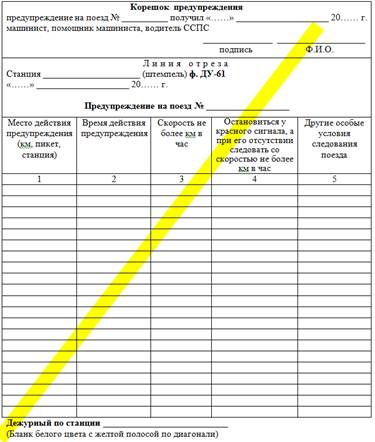 Корешок предупреждения
предупреждение на поезд № __________ получил «……» ____________________ 20…… г.
машинист, помощник машиниста, водитель ССПС
подпись Ф.И.О.
Линия отреза
Станция ____________________ (штемпель) ф. ДУ-61
«……» ____________________ 20…… г.
Предупреждение на поезд № __________________
Место действия предупреждения (км, пикет, станция)
Время действия предупреждения
Скорость не более км в час
Остановиться у красного сигнала, а при его отсутствии следовать со скоростью не более км в час
Другие особые условия следования поезда
1 2 3 4 5
Дежурный по станции ____________________________
(Бланк белого цвета с желтой полосой по диагонали)